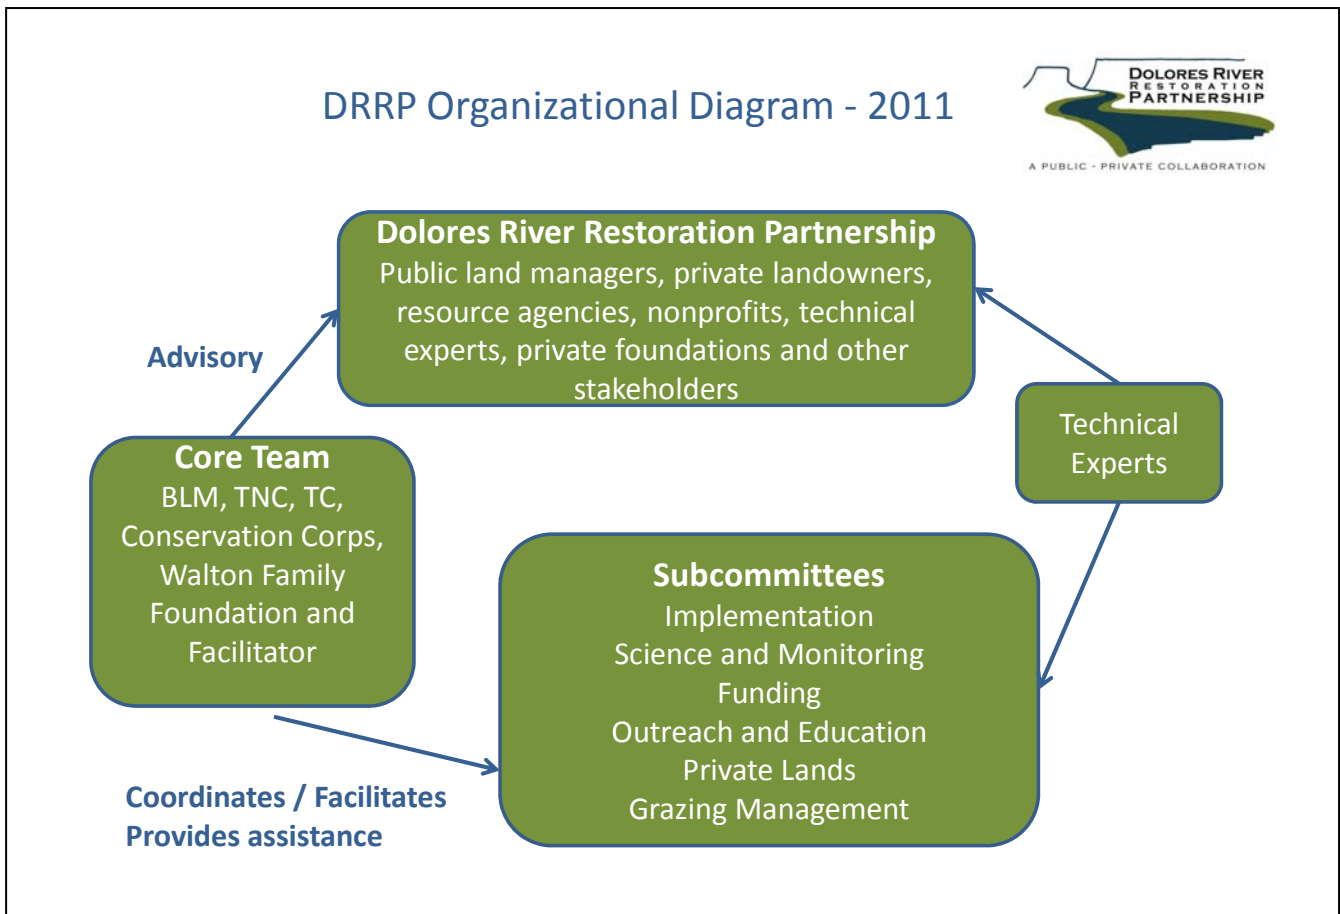 DRRP Organizational Diagram - 2011
DOLORES RIVER
RESTORATION
PARTNERSHIP
A PUBLIC - PRIVATE COLLABORATION
Dolores River Restoration Partnership
Public land managers, private landowners,
resource agencies, nonprofits, technical
experts, private foundations and other
stakeholders
Advisory
Technical
Experts
Core Team
BLM, TNC, TC,
Conservation Corps,
Walton Family
Foundation and
Facilitator
Subcommittees
Implementation
Science and Monitoring
Funding
Outreach and Education
Private Lands
Grazing Management
Coordinates / Facilitates
Provides assistance